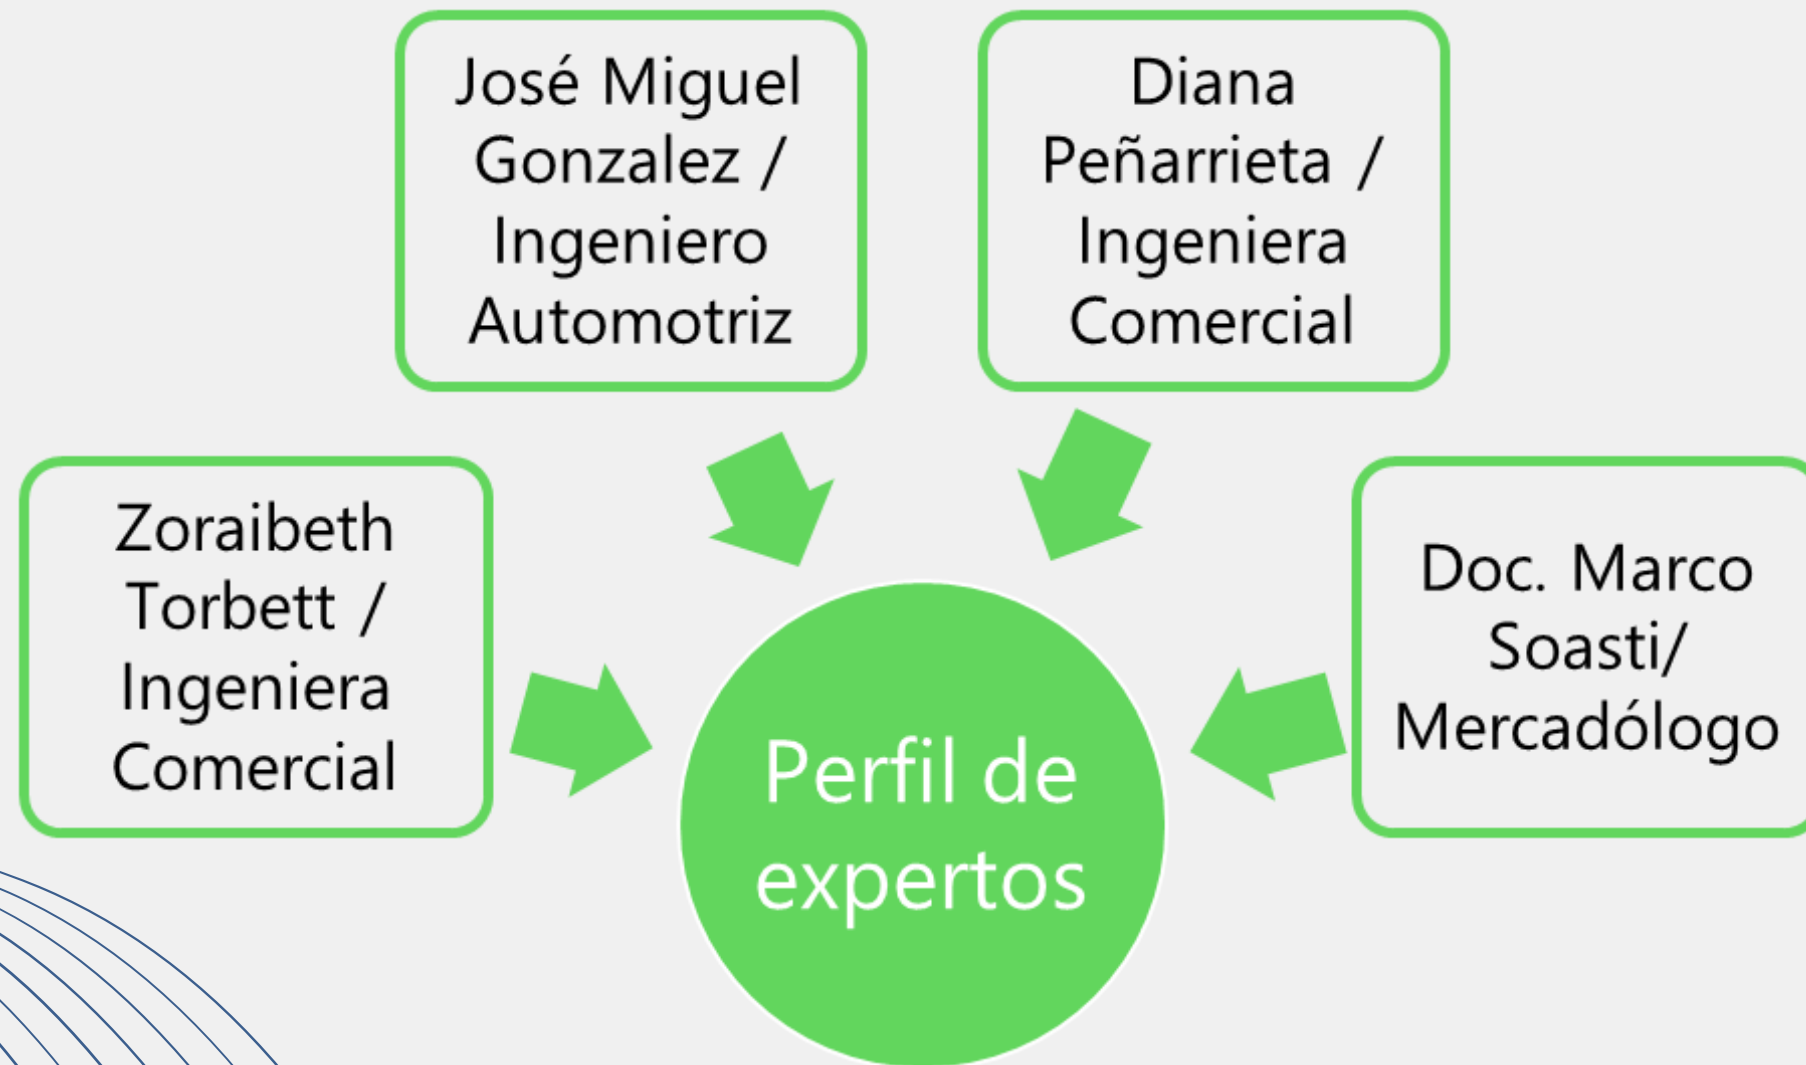 José Miguel
Gonzalez /
Ingeniero
Automotriz
Diana
Peñarrieta /
Ingeniera
Comercial
Zoraibeth
Torbett /
Ingeniera
Comercial
Doc. Marco
Soasti/
Mercadólogo
Perfil de
expertos